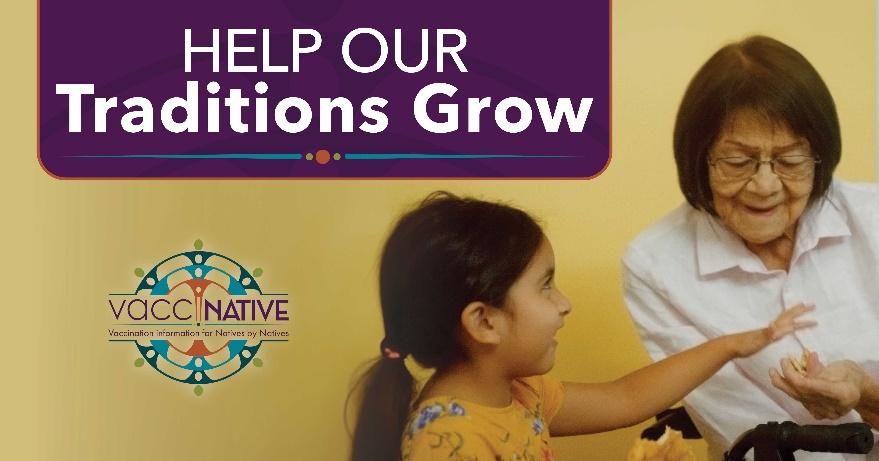 HELP OUR
Traditions Grow
VACCINATIVE
Vaccination information for Natives by Natives